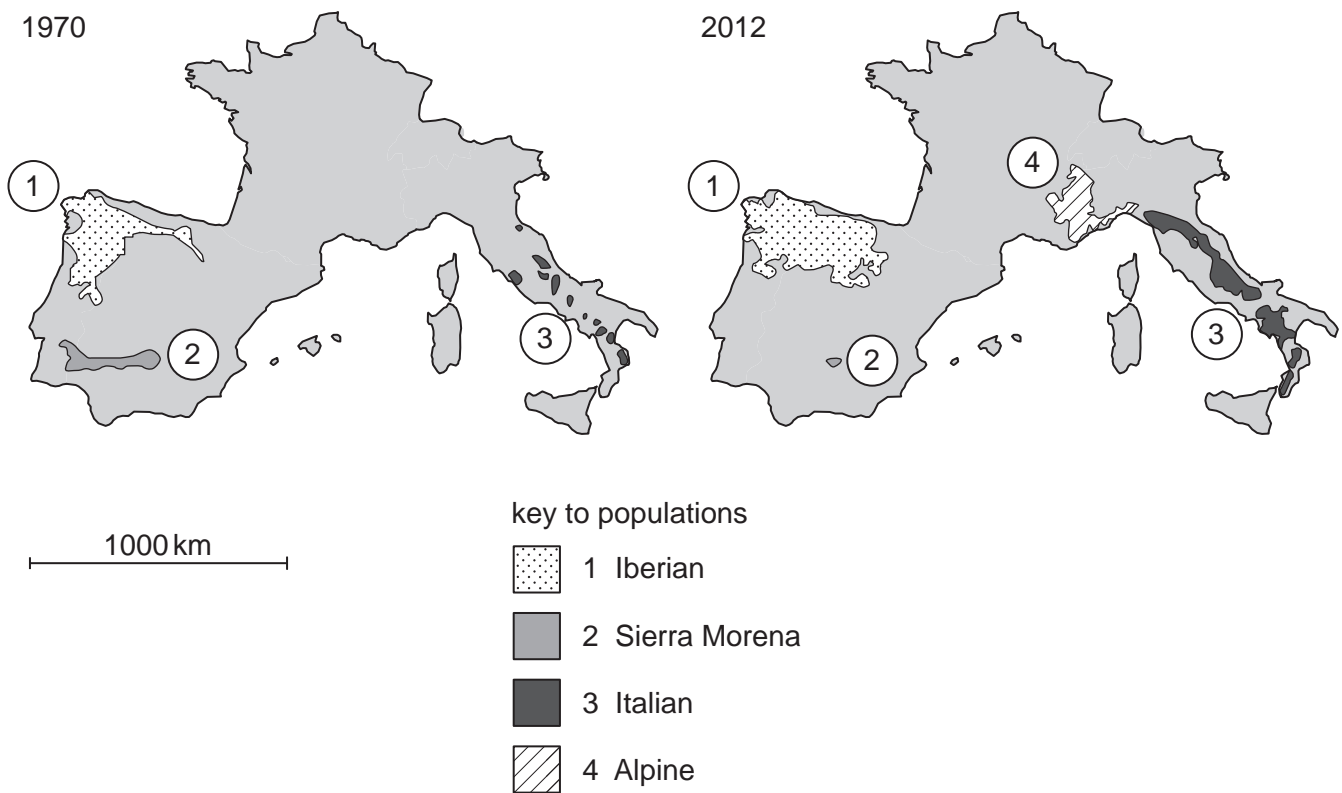 1970
2012
1
2
3
1
2
3
4
1000 km
key to populations
1 Iberian
2 Sierra Morena
3 Italian
4 Alpine